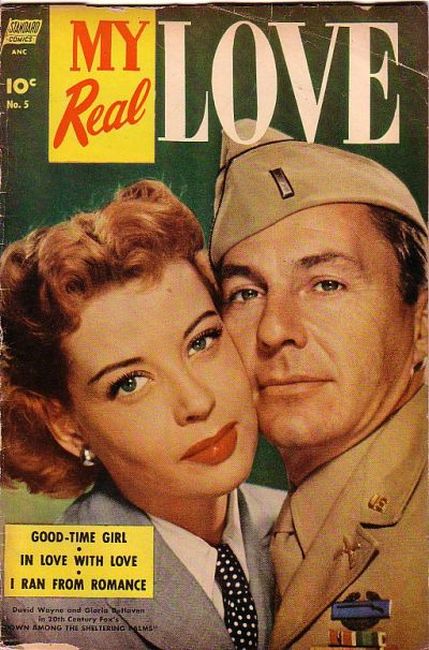 STANDARD
COMICS
ANC
10¢
No. 5
MY
Real
LOVE
GOOD-TIME GIRL
IN LOVE WITH LOVE
I RAN FROM ROMANCE
David Wayne and Gloria DeHaven
in 20th Century Fox's
"DOWN AMONG THE SHELTERING PALMS"
U.S.